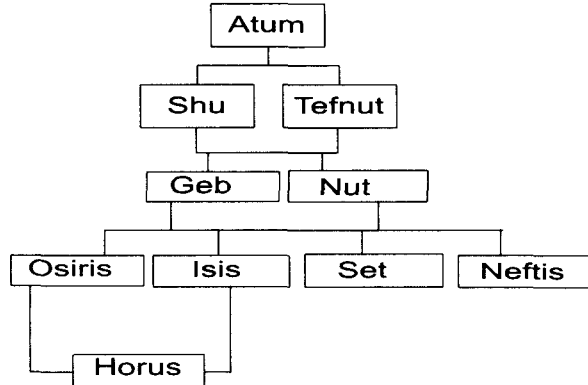 Atum
Shu Tefnut
Geb Nut
Osiris Isis Set Neftis
Horus